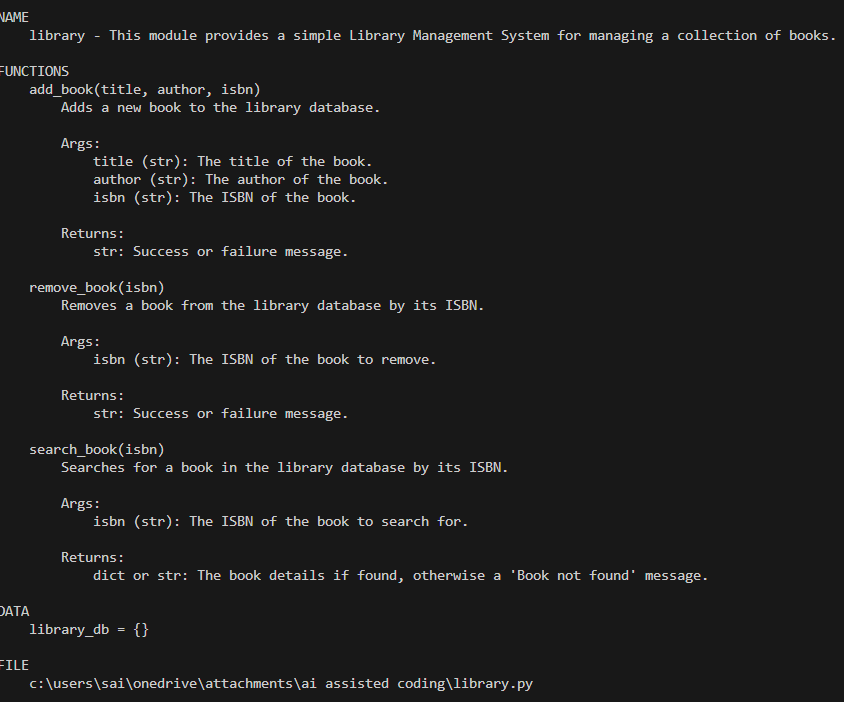 NAME
library - This module provides a simple Library Management System for managing a collection of books.
FUNCTIONS
add_book(title, author, isbn)
Adds a new book to the library database.
Args:
title (str): The title of the book.
author (str): The author of the book.
isbn (str): The ISBN of the book.
Returns:
str: Success or failure message.
remove_book(isbn)
Removes a book from the library database by its ISBN.
Args:
isbn (str): The ISBN of the book to remove.
Returns:
str: Success or failure message.
search_book(isbn)
Searches for a book in the library database by its ISBN.
Args:
isbn (str): The ISBN of the book to search for.
Returns:
dict or str: The book details if found, otherwise a 'Book not found' message.
DATA
library_db = {}
FILE
c:\users\sai\onedrive\attachments\ai assisted coding\library.py